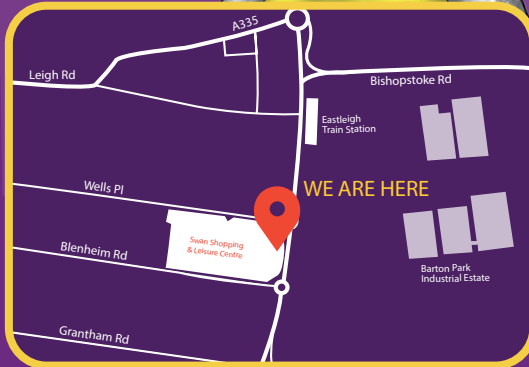 A335
Leigh Rd
Bishopstoke Rd
Eastleigh
Train Station
Wells Pl
WE ARE HERE
Swan Shopping
& Leisure Centre
Blenheim Rd
Barton Park
Industrial Estate
Grantham Rd